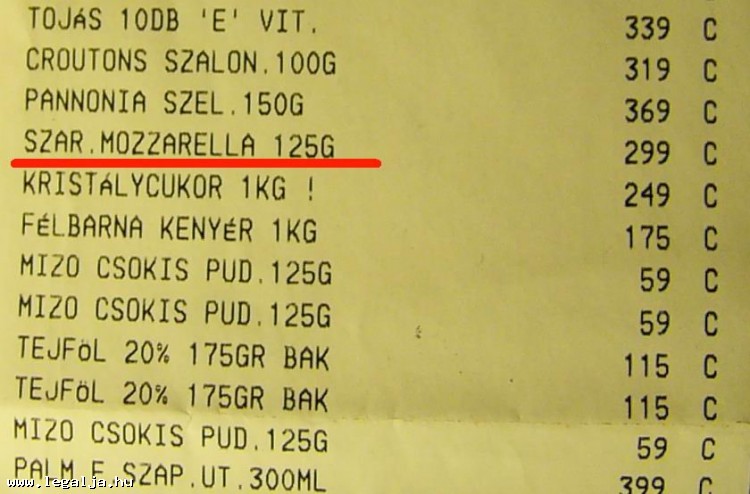 TOJáS 10DB 'E' VIT. 339 C
CROUTONS SZALON.100G 319 C
PANNONIA SZEL.150G 369 C
SZAR.MOZZARELLA 125G 299 C
KRISTáLYCUKOR 1KG ! 249 C
FéLBARNA KENYéR 1KG 175 C
MIZO CSOKIS PUD.125G 59 C
MIZO CSOKIS PUD.125G 59 C
TEJFöL 20% 175GR BAK 115 C
TEJFöL 20% 175GR BAK 115 C
MIZO CSOKIS PUD.125G 59 C
PALM.F SZAP.UT.300ML 399 C
www.legalja.hu